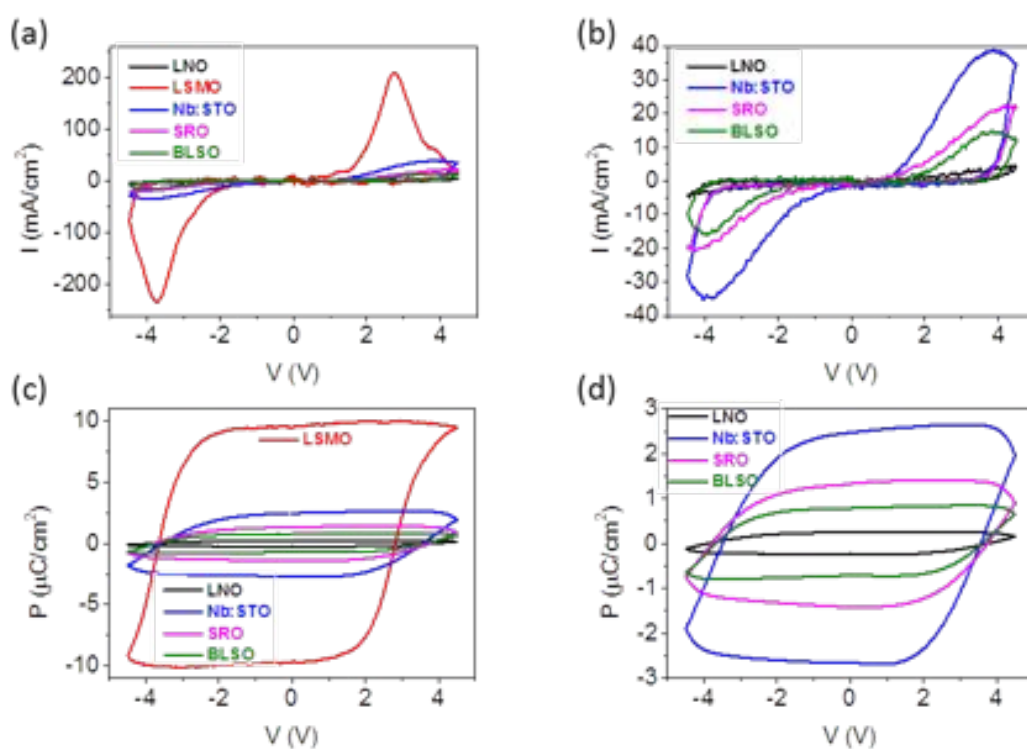 (a)
I (mA/cm²)
200
100
0
-100
-200
LNO
LSMO
Nb:STO
SRO
BLSO
-4 -2 0 2 4
V (V)
(b)
I (mA/cm²)
40
30
20
10
0
-10
-20
-30
-40
LNO
Nb:STO
SRO
BLSO
-4 -2 0 2 4
V (V)
(c)
P (µC/cm²)
10
5
0
-5
-10
LSMO
LNO
Nb:STO
SRO
BLSO
-4 -2 0 2 4
V (V)
(d)
P (µC/cm²)
3
2
1
0
-1
-2
-3
LNO
Nb:STO
SRO
BLSO
-4 -2 0 2 4
V (V)